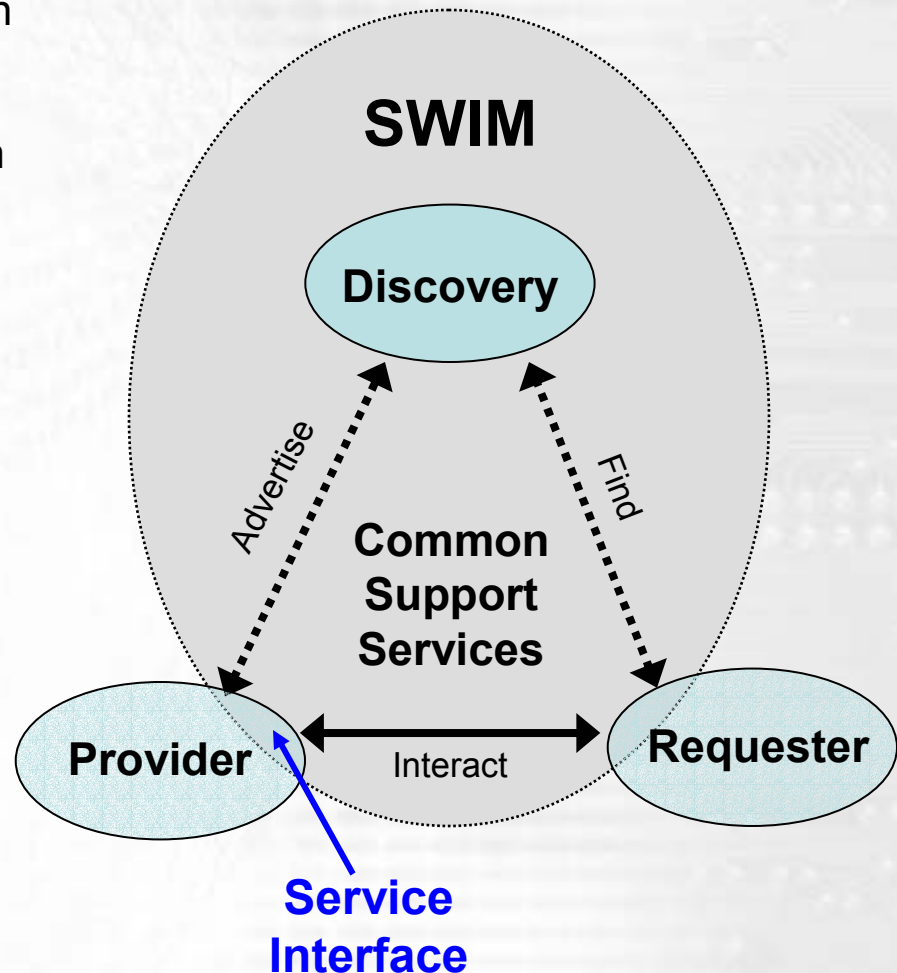 SWIM
Discovery
Advertise
Find
Common
Support
Services
Provider
Interact
Requester
Service
Interface